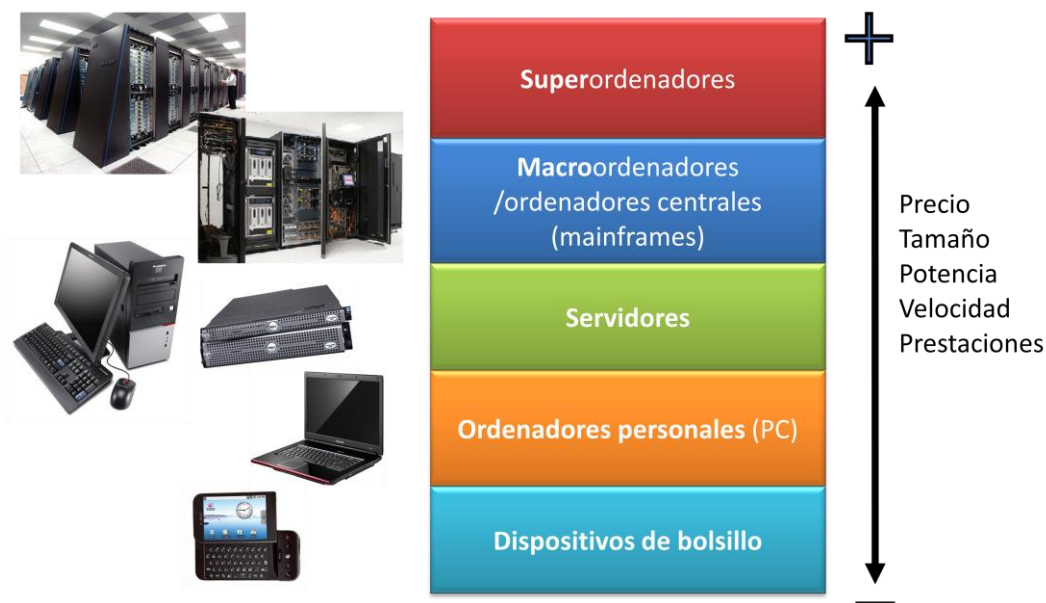 Superordenadores
Macroordenadores
/ordenadores centrales
(mainframes)
Servidores
Ordenadores personales (PC)
Dispositivos de bolsillo
+
Precio
Tamaño
Potencia
Velocidad
Prestaciones